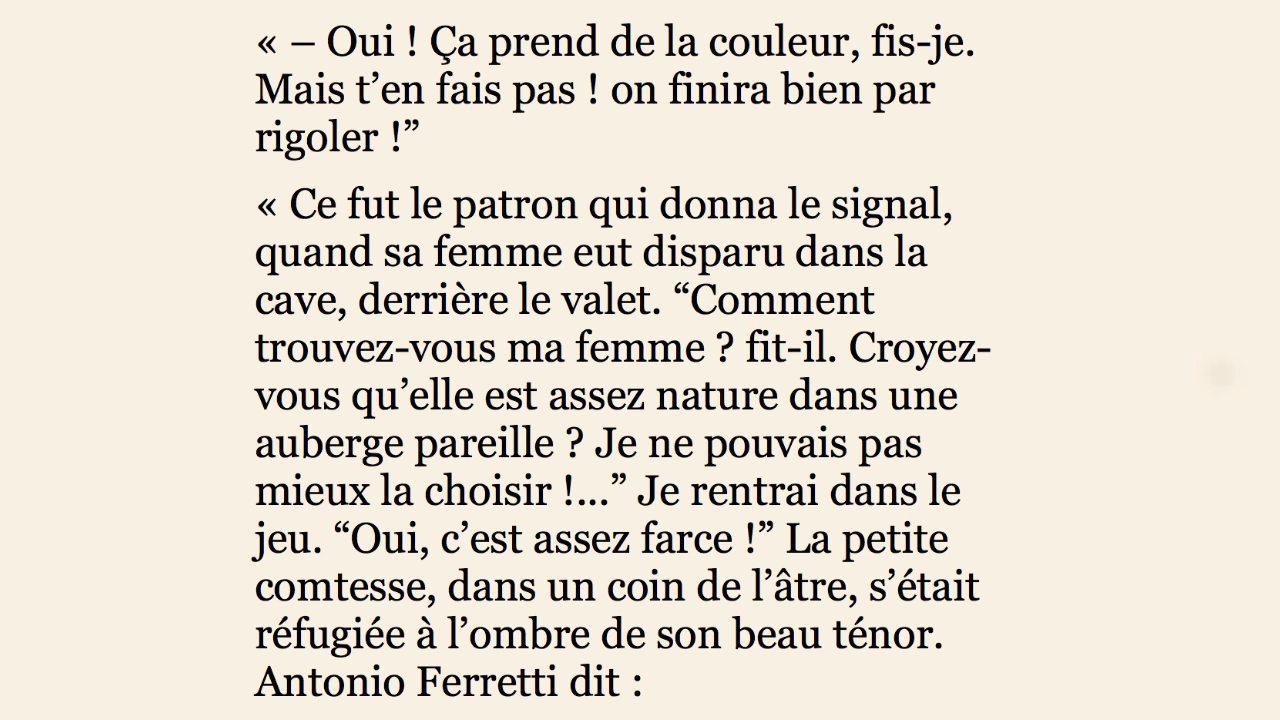 « – Oui ! Ça prend de la couleur, fis-je.
Mais t’en fais pas ! on finira bien par
rigoler !”
« Ce fut le patron qui donna le signal,
quand sa femme eut disparu dans la
cave, derrière le valet. “Comment
trouvez-vous ma femme ? fit-il. Croyez-
vous qu’elle est assez nature dans une
auberge pareille ? Je ne pouvais pas
mieux la choisir !...” Je rentrai dans le
jeu. “Oui, c’est assez farce !” La petite
comtesse, dans un coin de l’âtre, s’était
réfugiée à l’ombre de son beau ténor.
Antonio Ferretti dit :